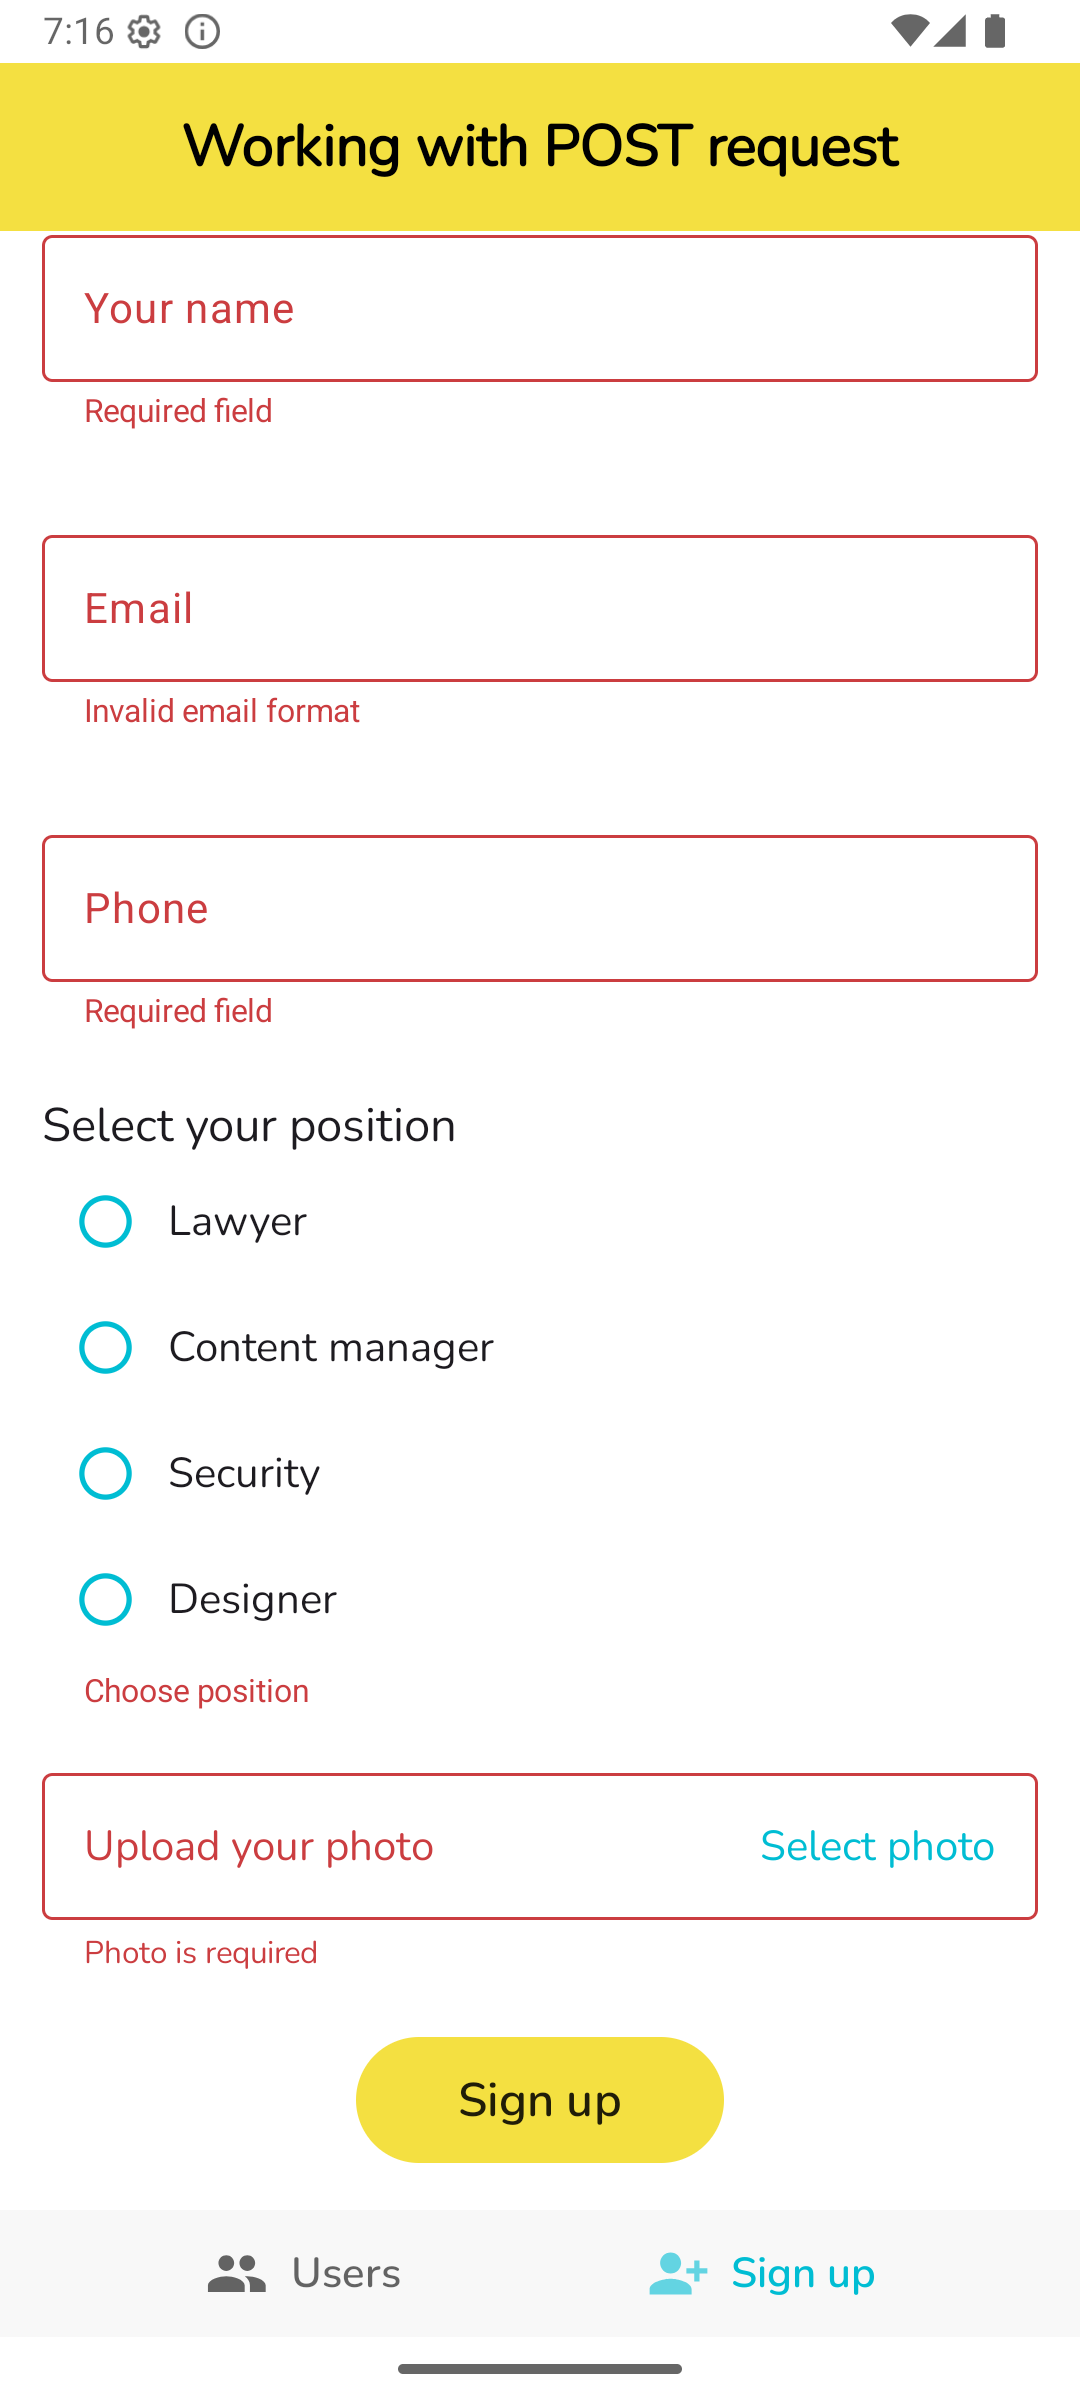 7:16
Working with POST request
Your name
Required field
Email
Invalid email format
Phone
Required field
Select your position
Lawyer
Content manager
Security
Designer
Choose position
Upload your photo Select photo
Photo is required
Sign up
Users Sign up